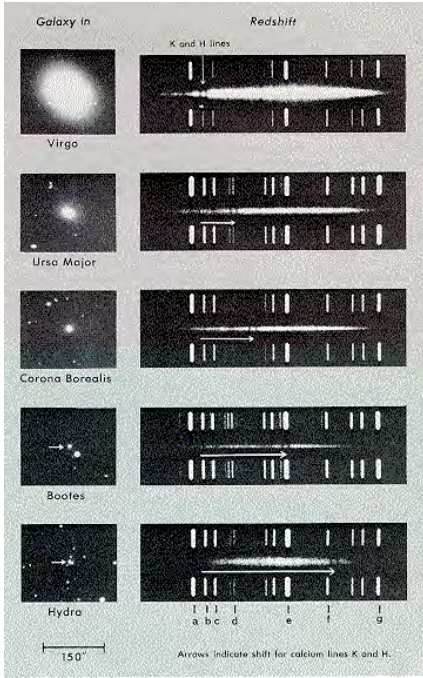 Galaxy in
Redshift
K and H lines
Virgo
Ursa Major
Corona Borealis
Bootes
Hydra
a b c d e f g
150"
Arrows indicate shift for calcium lines K and H.